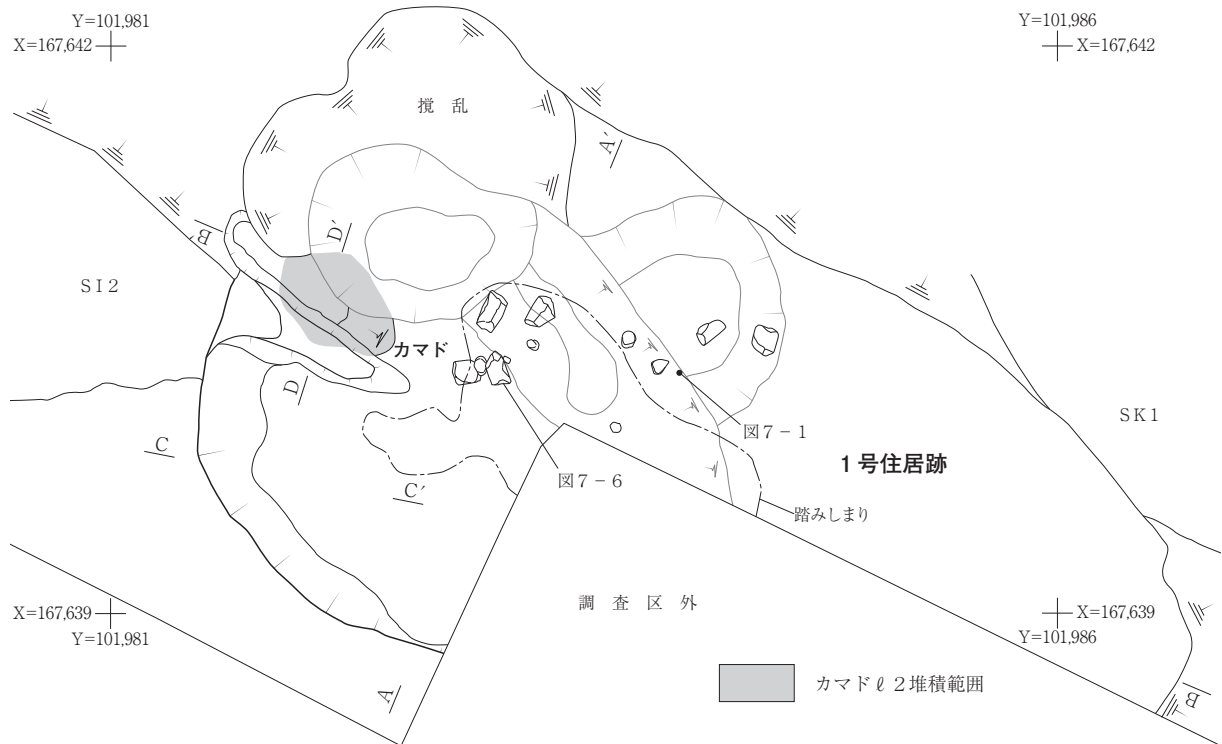 Y=101,981
X=167,642
Y=101,986
X=167,642
撹乱
A′
B′
D′
SI2
カマド
D
C
C′
図7-1
図7-6
1号住居跡
SK1
踏みしまり
調査区外
X=167,639
Y=101,981
X=167,639
Y=101,986
A
B
カマドℓ2堆積範囲